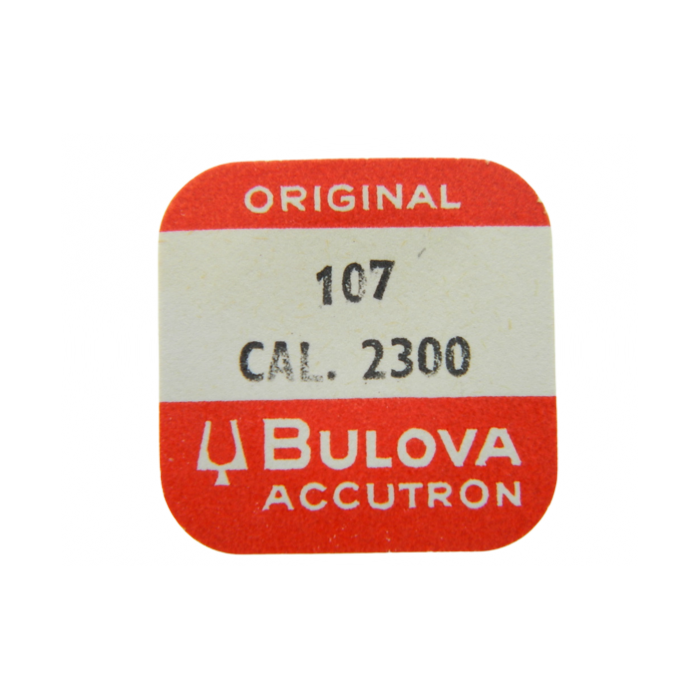 ORIGINAL
107
CAL. 2300
BULOVA
ACCUTRON